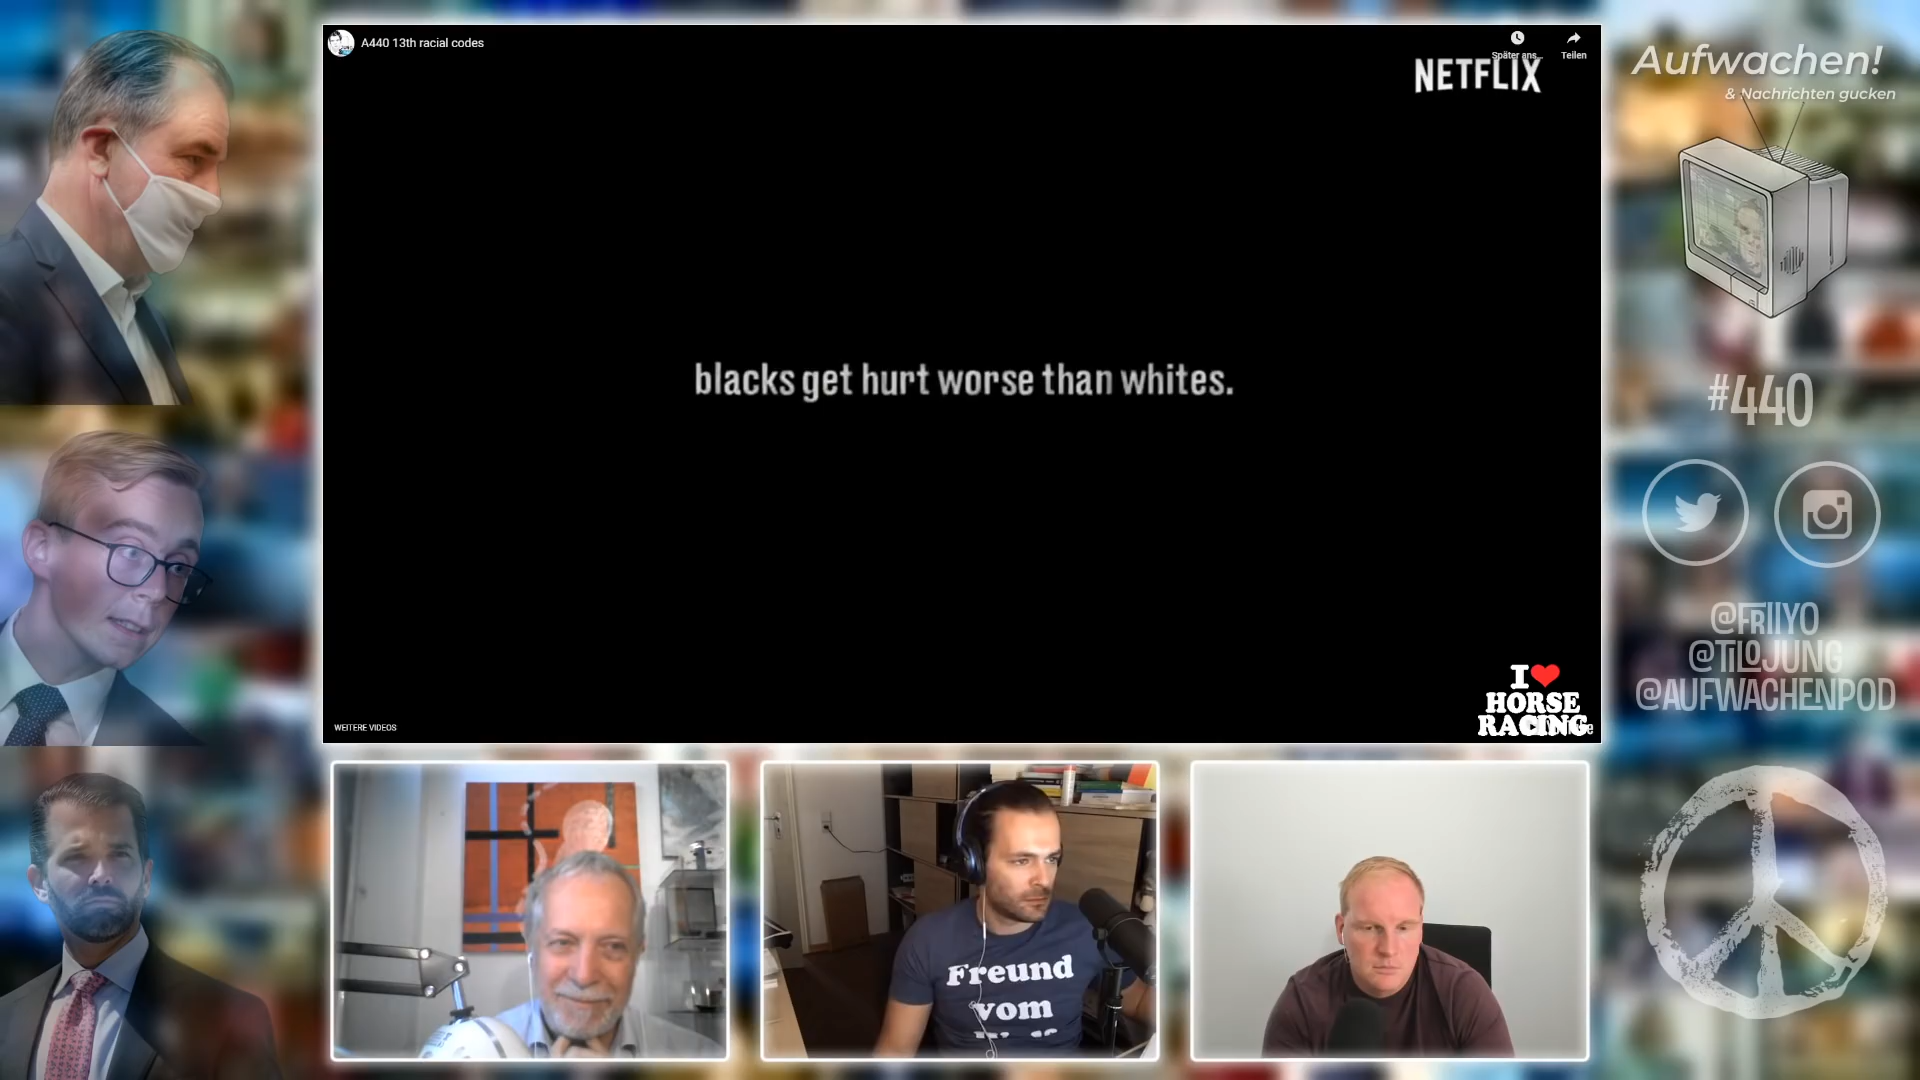 A440 13th racial codes
Später ans...
Teilen
NETFLIX
blacks get hurt worse than whites.
WEITERE VIDEOS
I
HORSE
RACING
Aufwachen!
& Nachrichten gucken
#440
@FRIIYO
@TILOJUNG
@AUFWACHENPOD
Freund
vom